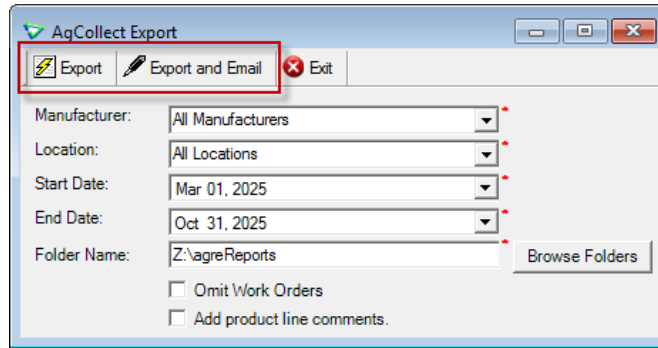 AgCollect Export
Export Export and Email Exit
Manufacturer: All Manufacturers *
Location: All Locations *
Start Date: Mar 01, 2025 *
End Date: Oct 31, 2025 *
Folder Name: Z:\agreReports * Browse Folders
Omit Work Orders
Add product line comments.